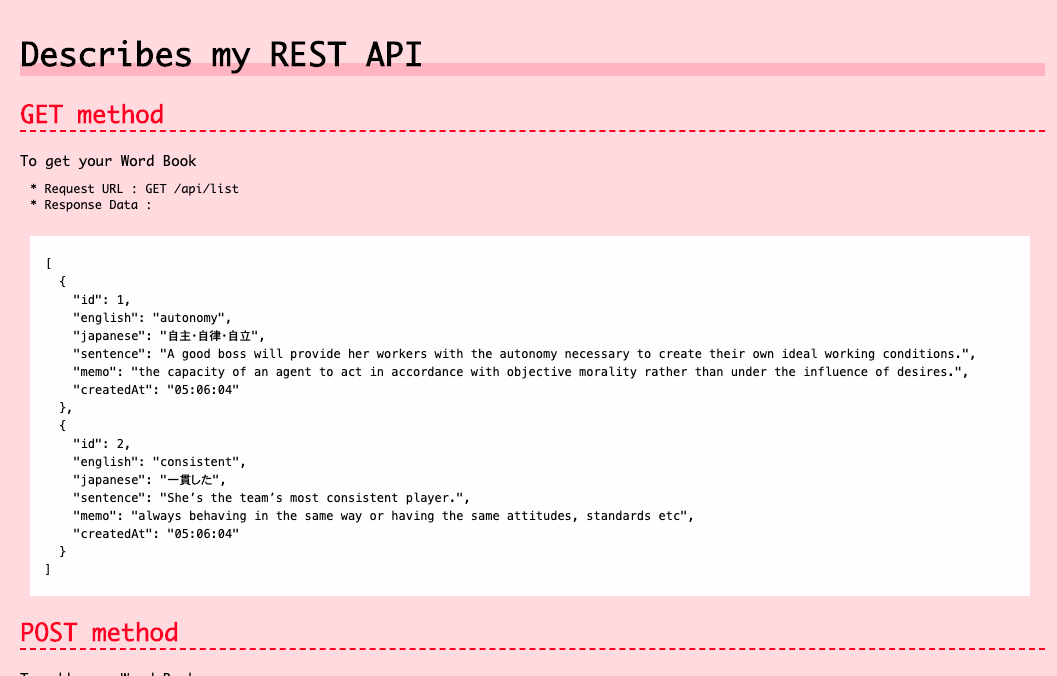 Describes my REST API
GET method
To get your Word Book
* Request URL : GET /api/list
* Response Data :
[
{
"id": 1,
"english": "autonomy",
"japanese": "自主・自律・自立",
"sentence": "A good boss will provide her workers with the autonomy necessary to create their own ideal working conditions.",
"memo": "the capacity of an agent to act in accordance with objective morality rather than under the influence of desires.",
"createdAt": "05:06:04"
},
{
"id": 2,
"english": "consistent",
"japanese": "一貫した",
"sentence": "She’s the team’s most consistent player.",
"memo": "always behaving in the same way or having the same attitudes, standards etc",
"createdAt": "05:06:04"
}
]
POST method